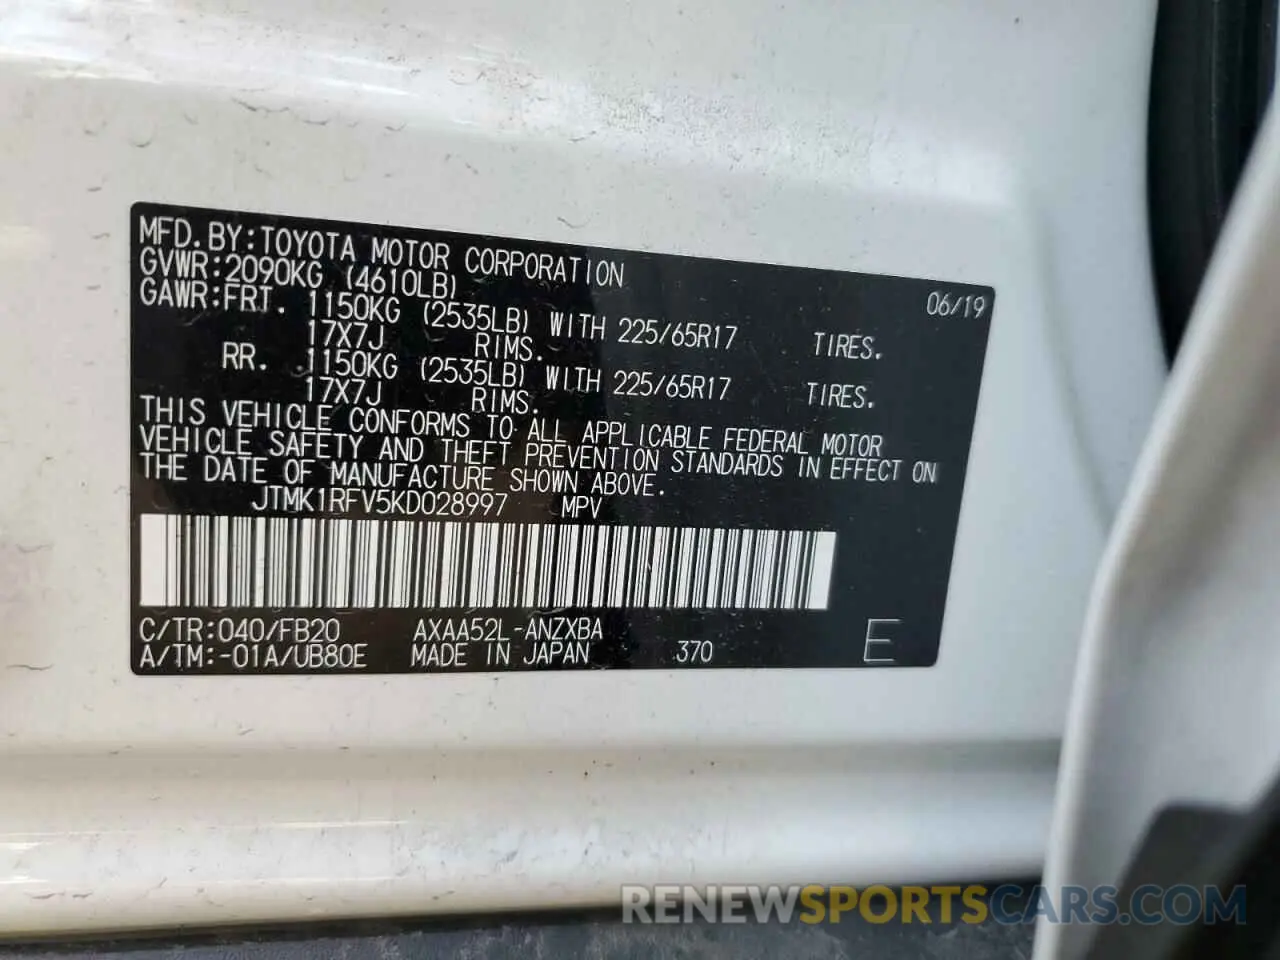 MFD.BY:TOYOTA MOTOR CORPORATION 06/19
GVWR:2090KG (4610LB)
GAWR:FRT. 1150KG (2535LB) WITH 225/65R17 TIRES.
17X7J RIMS.
RR. 1150KG (2535LB) WITH 225/65R17 TIRES.
17X7J RIMS.
THIS VEHICLE CONFORMS TO ALL APPLICABLE FEDERAL MOTOR
VEHICLE SAFETY AND THEFT PREVENTION STANDARDS IN EFFECT ON
THE DATE OF MANUFACTURE SHOWN ABOVE.
JTMK1RFV5KD028997 MPV
C/TR:040/FB20 AXAA52L-ANZXBA
A/TM:-01A/UB80E MADE IN JAPAN 370 E
RENEWSPORTSCARS.COM